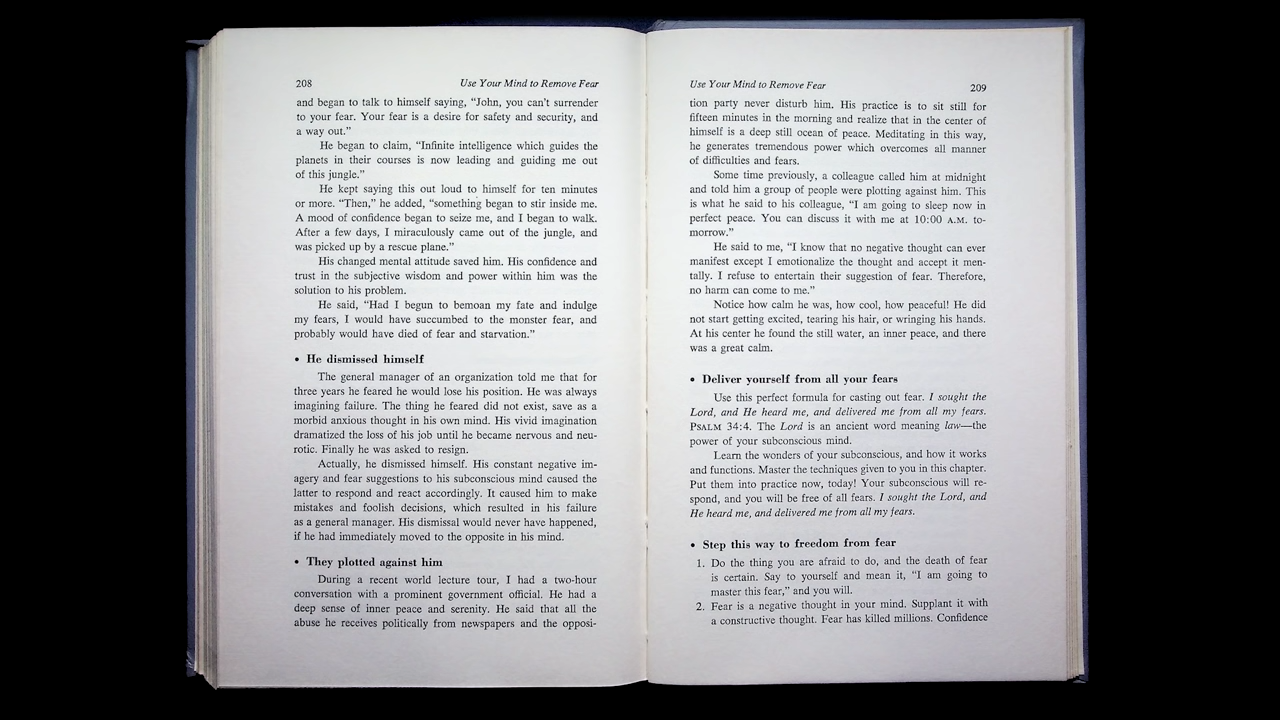 208
Use Your Mind to Remove Fear
and began to talk to himself saying, “John, you can’t surrender
to your fear. Your fear is a desire for safety and security, and
a way out.”
He began to claim, “Infinite intelligence which guides the
planets in their courses is now leading and guiding me out
of this jungle.”
He kept saying this out loud to himself for ten minutes
or more. “Then,” he added, “something began to stir inside me.
A mood of confidence began to seize me, and I began to walk.
After a few days, I miraculously came out of the jungle, and
was picked up by a rescue plane.”
His changed mental attitude saved him. His confidence and
trust in the subjective wisdom and power within him was the
solution to his problem.
He said, “Had I begun to bemoan my fate and indulge
my fears, I would have succumbed to the monster fear, and
probably would have died of fear and starvation.”
• He dismissed himself
The general manager of an organization told me that for
three years he feared he would lose his position. He was always
imagining failure. The thing he feared did not exist, save as a
morbid anxious thought in his own mind. His vivid imagination
dramatized the loss of his job until he became nervous and neu-
rotic. Finally he was asked to resign.
Actually, he dismissed himself. His constant negative im-
agery and fear suggestions to his subconscious mind caused the
latter to respond and react accordingly. It caused him to make
mistakes and foolish decisions, which resulted in his failure
as a general manager. His dismissal would never have happened,
if he had immediately moved to the opposite in his mind.
• They plotted against him
During a recent world lecture tour, I had a two-hour
conversation with a prominent government official. He had a
deep sense of inner peace and serenity. He said that all the
abuse he receives politically from newspapers and the opposi-
Use Your Mind to Remove Fear
209
tion party never disturb him. His practice is to sit still for
fifteen minutes in the morning and realize that in the center of
himself is a deep still ocean of peace. Meditating in this way,
he generates tremendous power which overcomes all manner
of difficulties and fears.
Some time previously, a colleague called him at midnight
and told him a group of people were plotting against him. This
is what he said to his colleague, “I am going to sleep now in
perfect peace. You can discuss it with me at 10:00 A.M. to-
morrow.”
He said to me, “I know that no negative thought can ever
manifest except I emotionalize the thought and accept it men-
tally. I refuse to entertain their suggestion of fear. Therefore,
no harm can come to me.”
Notice how calm he was, how cool, how peaceful! He did
not start getting excited, tearing his hair, or wringing his hands.
At his center he found the still water, an inner peace, and there
was a great calm.
• Deliver yourself from all your fears
Use this perfect formula for casting out fear. I sought the
Lord, and He heard me, and delivered me from all my fears.
PSALM 34:4. The Lord is an ancient word meaning law—the
power of your subconscious mind.
Learn the wonders of your subconscious, and how it works
and functions. Master the techniques given to you in this chapter.
Put them into practice now, today! Your subconscious will re-
spond, and you will be free of all fears. I sought the Lord, and
He heard me, and delivered me from all my fears.
• Step this way to freedom from fear
1. Do the thing you are afraid to do, and the death of fear
is certain. Say to yourself and mean it, “I am going to
master this fear,” and you will.
2. Fear is a negative thought in your mind. Supplant it with
a constructive thought. Fear has killed millions. Confidence